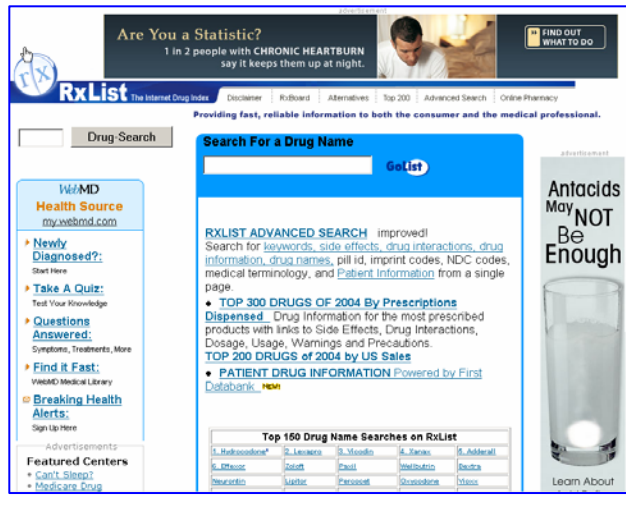 advertisement
Are You a Statistic?
1 in 2 people with CHRONIC HEARTBURN
say it keeps them up at night.
FIND OUT
WHAT TO DO
rx
RxList The Internet Drug Index
Disclaimer RxBoard Alternatives Top 200 Advanced Search Online Pharmacy
Providing fast, reliable information to both the consumer and the medical professional.
Drug-Search
WebMD
Health Source
my.webmd.com
Newly
Diagnosed?:
Start Here
Take A Quiz:
Test Your Knowledge
Questions
Answered:
Symptoms, Treatments, More
Find it Fast:
WebMD Medical Library
Breaking Health
Alerts:
Sign Up Here
Advertisements
Featured Centers
• Can't Sleep?
• Medicare Drug
Search For a Drug Name
GoList
RXLIST ADVANCED SEARCH improved!
Search for keywords, side effects, drug interactions, drug
information, drug names, pill id, imprint codes, NDC codes,
medical terminology, and Patient Information from a single
page.
• TOP 300 DRUGS OF 2004 By Prescriptions
Dispensed Drug Information for the most prescribed
products with links to Side Effects, Drug Interactions,
Dosage, Usage, Warnings and Precautions.
TOP 200 DRUGS of 2004 by US Sales
• PATIENT DRUG INFORMATION Powered by First
Databank NEW!
Top 150 Drug Name Searches on RxList
1. Hydrocodone* 2. Lexapro 3. Vicodin 4. Xanax 5. Adderall
6. Effexor Zoloft Paxil Wellbutrin Bextra
Neurontin Lipitor Percocet Oxycodone Vioxx
advertisement
Antacids
May NOT
Be
Enough
Learn About